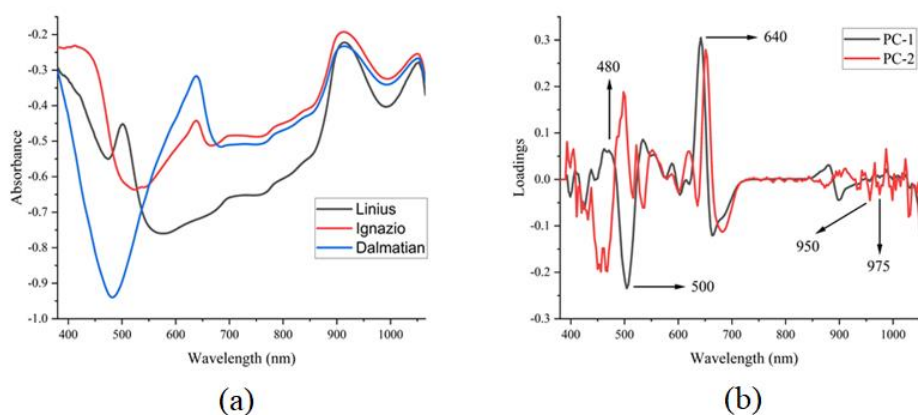 -0.2
-0.3
-0.4
-0.5
-0.6
-0.7
-0.8
-0.9
-1.0
Absorbance
400 500 600 700 800 900 1000
Wavelength (nm)
Linius
Ignazio
Dalmatian
(a)
0.3
0.2
0.1
0.0
-0.1
-0.2
-0.3
Loadings
400 500 600 700 800 900 1000
Wavelength (nm)
PC-1
PC-2
640
480
950
975
500
(b)